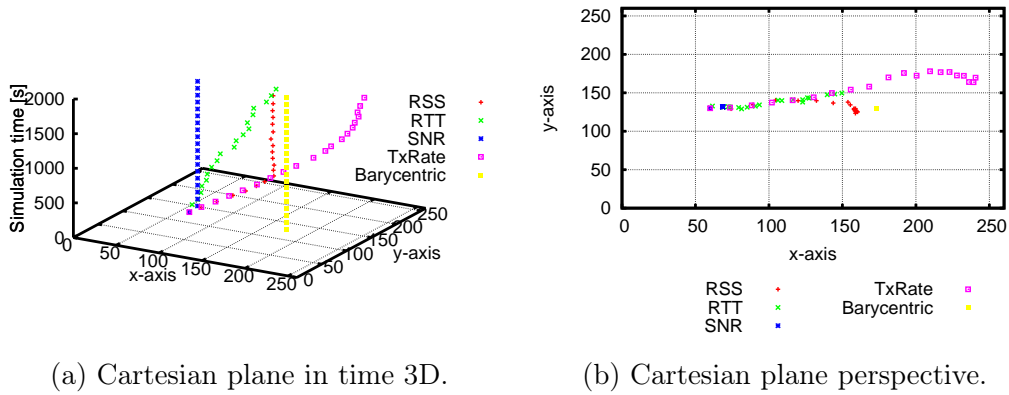 Simulation time [s]
2000
1500
1000
500
0
0
50
100
150
200
250
x-axis
0
50
100
150
200
250
y-axis
RSS
RTT
SNR
TxRate
Barycentric
(a) Cartesian plane in time 3D.
y-axis
250
200
150
100
50
0
0 50 100 150 200 250
x-axis
RSS
RTT
SNR
TxRate
Barycentric
(b) Cartesian plane perspective.